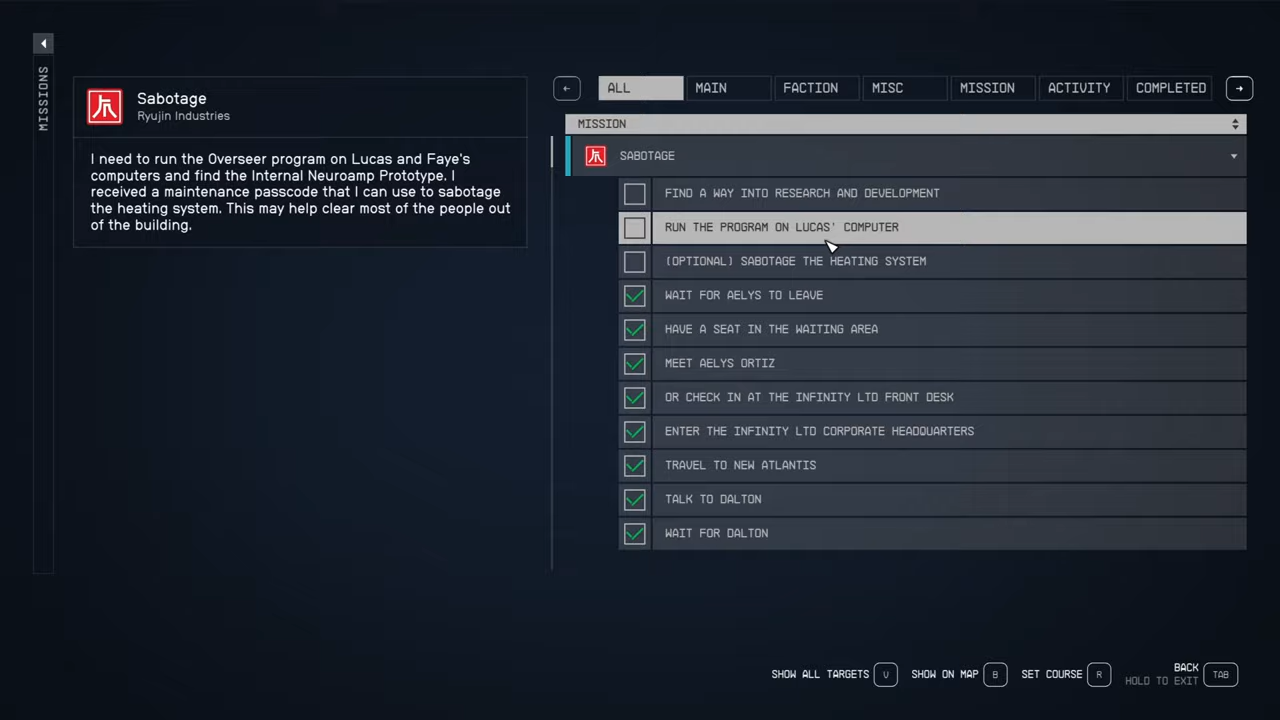 MISSIONS
Sabotage
Ryujin Industries
I need to run the Overseer program on Lucas and Faye's
computers and find the Internal Neuroamp Prototype. I
received a maintenance passcode that I can use to sabotage
the heating system. This may help clear most of the people out
of the building.
ALL MAIN FACTION MISC MISSION ACTIVITY COMPLETED
MISSION
SABOTAGE
FIND A WAY INTO RESEARCH AND DEVELOPMENT
RUN THE PROGRAM ON LUCAS' COMPUTER
(OPTIONAL) SABOTAGE THE HEATING SYSTEM
WAIT FOR AELYS TO LEAVE
HAVE A SEAT IN THE WAITING AREA
MEET AELYS ORTIZ
OR CHECK IN AT THE INFINITY LTD FRONT DESK
ENTER THE INFINITY LTD CORPORATE HEADQUARTERS
TRAVEL TO NEW ATLANTIS
TALK TO DALTON
WAIT FOR DALTON
SHOW ALL TARGETS V SHOW ON MAP B SET COURSE R BACK TAB
HOLD TO EXIT